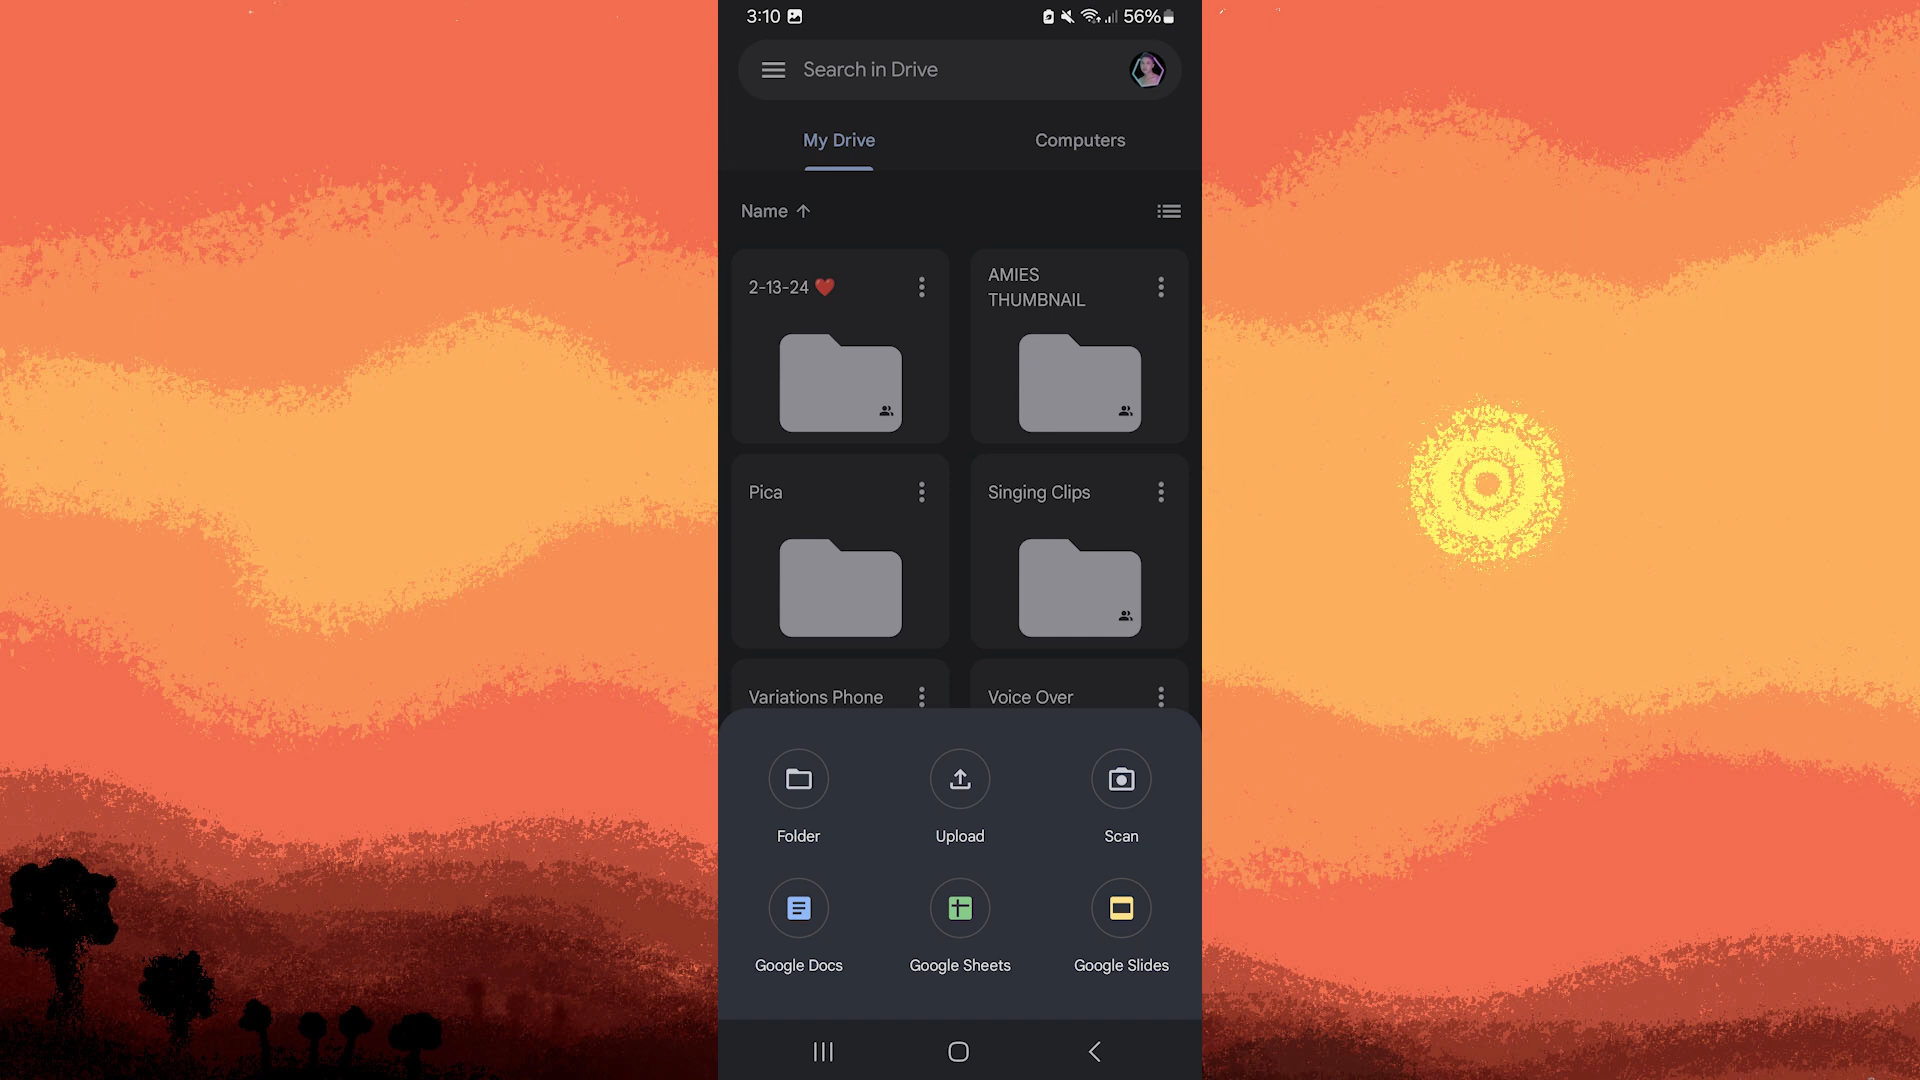 3:10
56%
Search in Drive
My Drive
Computers
Name
2-13-24 ❤️
AMIES
THUMBNAIL
Pica
Singing Clips
Variations Phone
Voice Over
Folder
Upload
Scan
Google Docs
Google Sheets
Google Slides